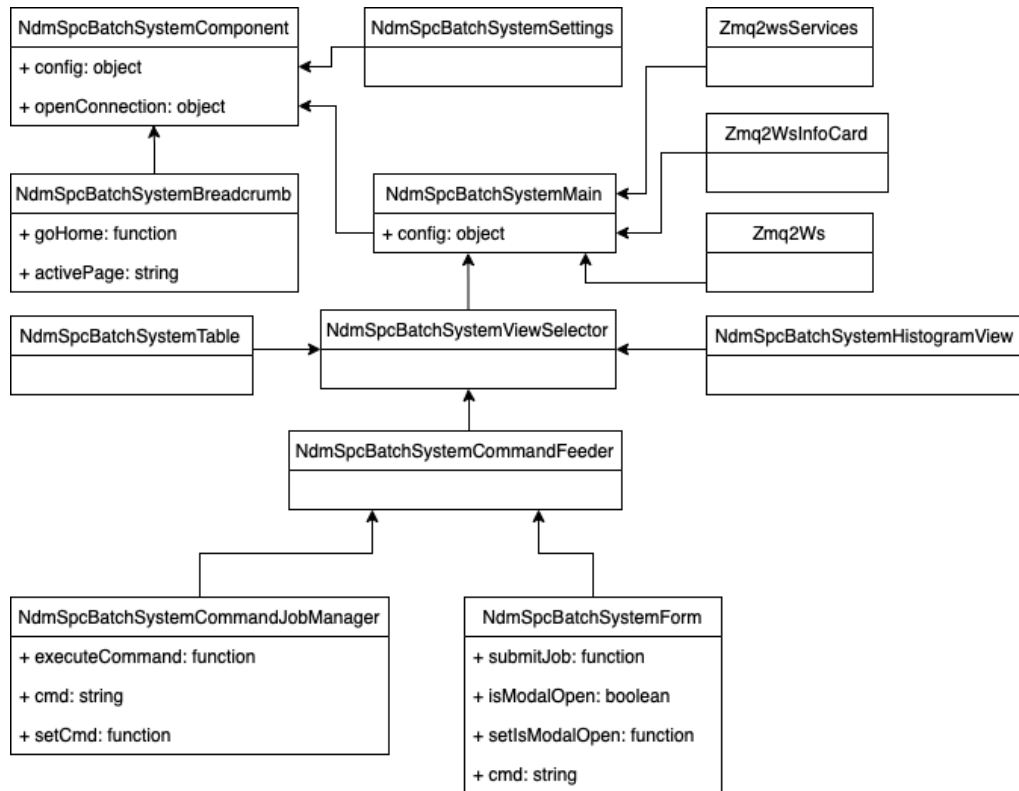 NdmSpcBatchSystemComponent
+ config: object
+ openConnection: object
NdmSpcBatchSystemSettings
Zmq2wsServices
Zmq2WsInfoCard
NdmSpcBatchSystemBreadcrumb
+ goHome: function
+ activePage: string
NdmSpcBatchSystemMain
+ config: object
Zmq2Ws
NdmSpcBatchSystemTable
NdmSpcBatchSystemViewSelector
NdmSpcBatchSystemHistogramView
NdmSpcBatchSystemCommandFeeder
NdmSpcBatchSystemCommandJobManager
+ executeCommand: function
+ cmd: string
+ setCmd: function
NdmSpcBatchSystemForm
+ submitJob: function
+ isModalOpen: boolean
+ setIsModalOpen: function
+ cmd: string